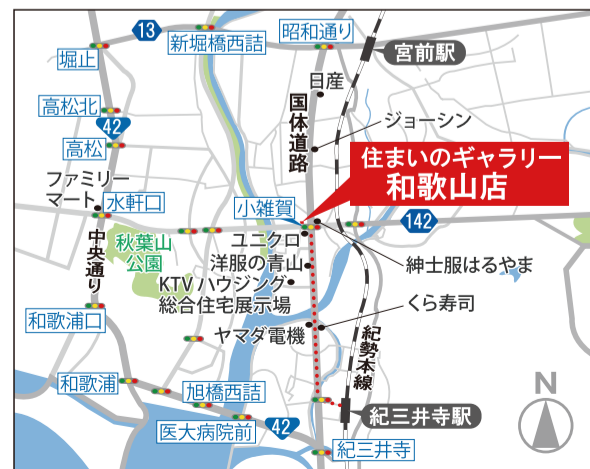 13
新堀橋西詰
昭和通り
堀止
宮前駅
日産
高松北
42
国体道路
ジョーシン
高松
住まいのギャラリー
和歌山店
ファミリー
マート
水軒口
小雑賀
142
ユニクロ
秋葉山
公園
洋服の青山
紳士服はるやま
中央通り
KTVハウジング
総合住宅展示場
くら寿司
和歌浦口
ヤマダ電機
紀勢本線
和歌浦
旭橋西詰
N
紀三井寺駅
医大病院前
42
紀三井寺